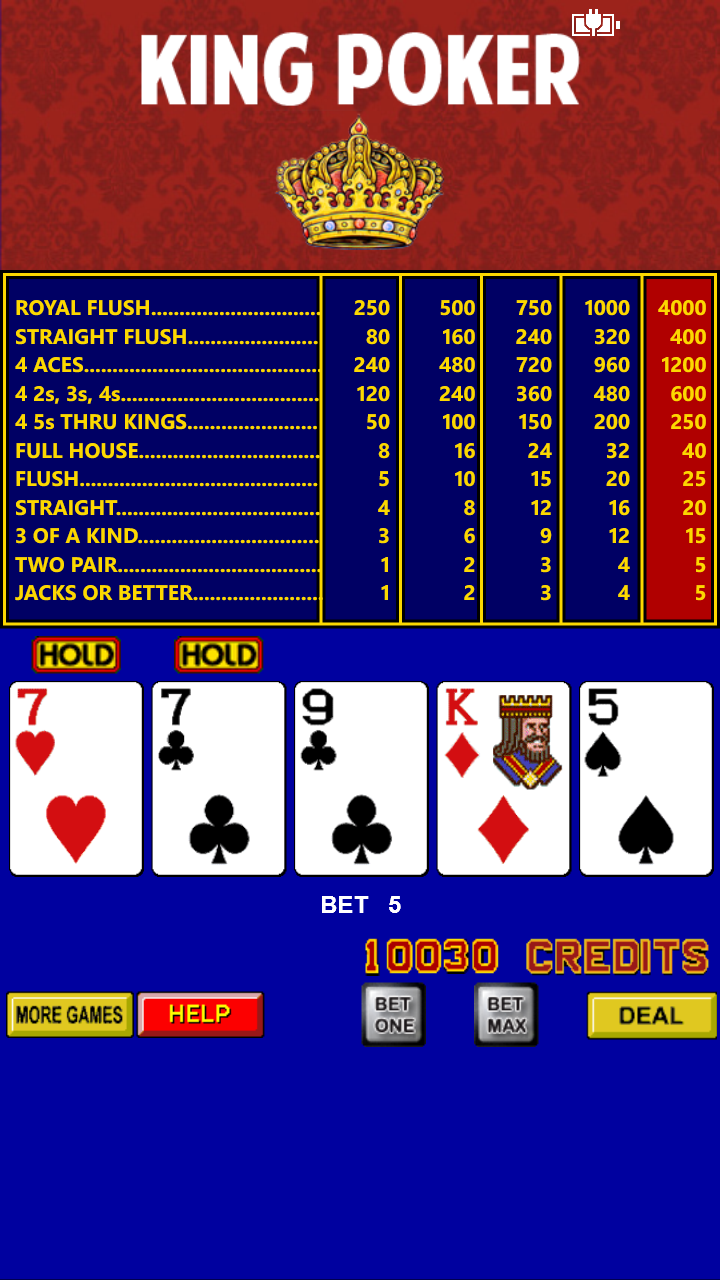 KING POKER
ROYAL FLUSH.............................. 250 500 750 1000 4000
STRAIGHT FLUSH....................... 80 160 240 320 400
4 ACES.......................................... 240 480 720 960 1200
4 2s, 3s, 4s................................... 120 240 360 480 600
4 5s THRU KINGS....................... 50 100 150 200 250
FULL HOUSE................................ 8 16 24 32 40
FLUSH........................................... 5 10 15 20 25
STRAIGHT..................................... 4 8 12 16 20
3 OF A KIND................................ 3 6 9 12 15
TWO PAIR..................................... 1 2 3 4 5
JACKS OR BETTER....................... 1 2 3 4 5
HOLD HOLD
7 7 9 K 5
BET 5
10030 CREDITS
MORE GAMES HELP BET ONE BET MAX DEAL